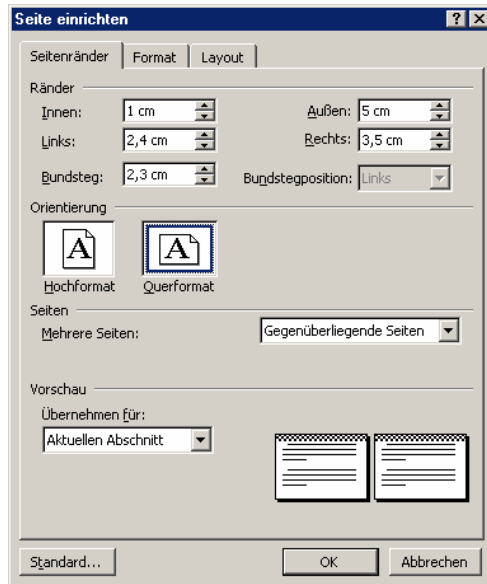 Seite einrichten
Seitenränder Format Layout
Ränder
Innen: 1 cm Außen: 5 cm
Links: 2,4 cm Rechts: 3,5 cm
Bundsteg: 2,3 cm Bundstegposition: Links
Orientierung
A A
Hochformat Querformat
Seiten
Mehrere Seiten: Gegenüberliegende Seiten
Vorschau
Übernehmen für:
Aktuellen Abschnitt
Standard... OK Abbrechen